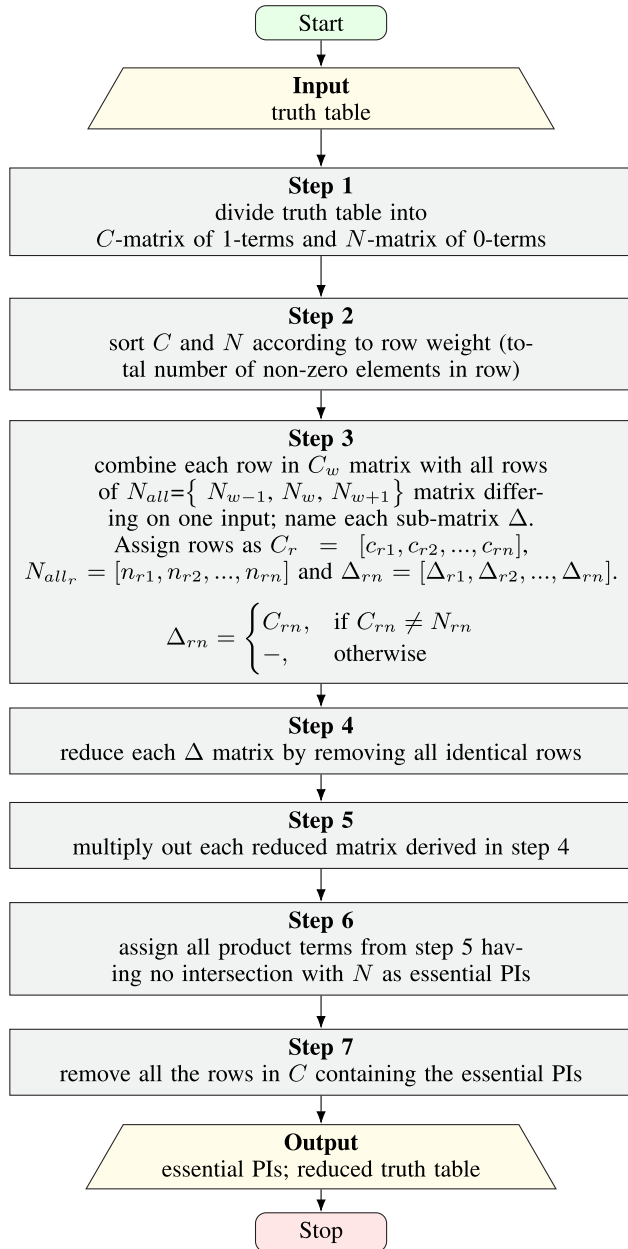 Start
Input
truth table
Step 1
divide truth table into
C-matrix of 1-terms and N-matrix of 0-terms
Step 2
sort C and N according to row weight (to-
tal number of non-zero elements in row)
Step 3
combine each row in C_w matrix with all rows
of N_{all}={ N_{w−1}, N_w, N_{w+1}} matrix differ-
ing on one input; name each sub-matrix Δ.
Assign rows as C_r = [c_{r1}, c_{r2}, ..., c_{rn}],
N_{all_r} = [n_{r1}, n_{r2}, ..., n_{rn}] and Δ_{rn} = [Δ_{r1}, Δ_{r2}, ..., Δ_{rn}].
Δ_{rn} = { C_{rn}, if C_{rn} ≠ N_{rn}
−, otherwise
Step 4
reduce each Δ matrix by removing all identical rows
Step 5
multiply out each reduced matrix derived in step 4
Step 6
assign all product terms from step 5 hav-
ing no intersection with N as essential PIs
Step 7
remove all the rows in C containing the essential PIs
Output
essential PIs; reduced truth table
Stop